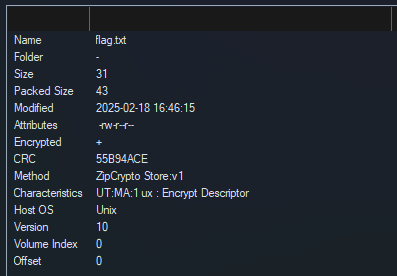 Name flag.txt
Folder -
Size 31
Packed Size 43
Modified 2025-02-18 16:46:15
Attributes -rw-r--r--
Encrypted +
CRC 55B94ACE
Method ZipCrypto Store:v1
Characteristics UT:MA:1 ux : Encrypt Descriptor
Host OS Unix
Version 10
Volume Index 0
Offset 0